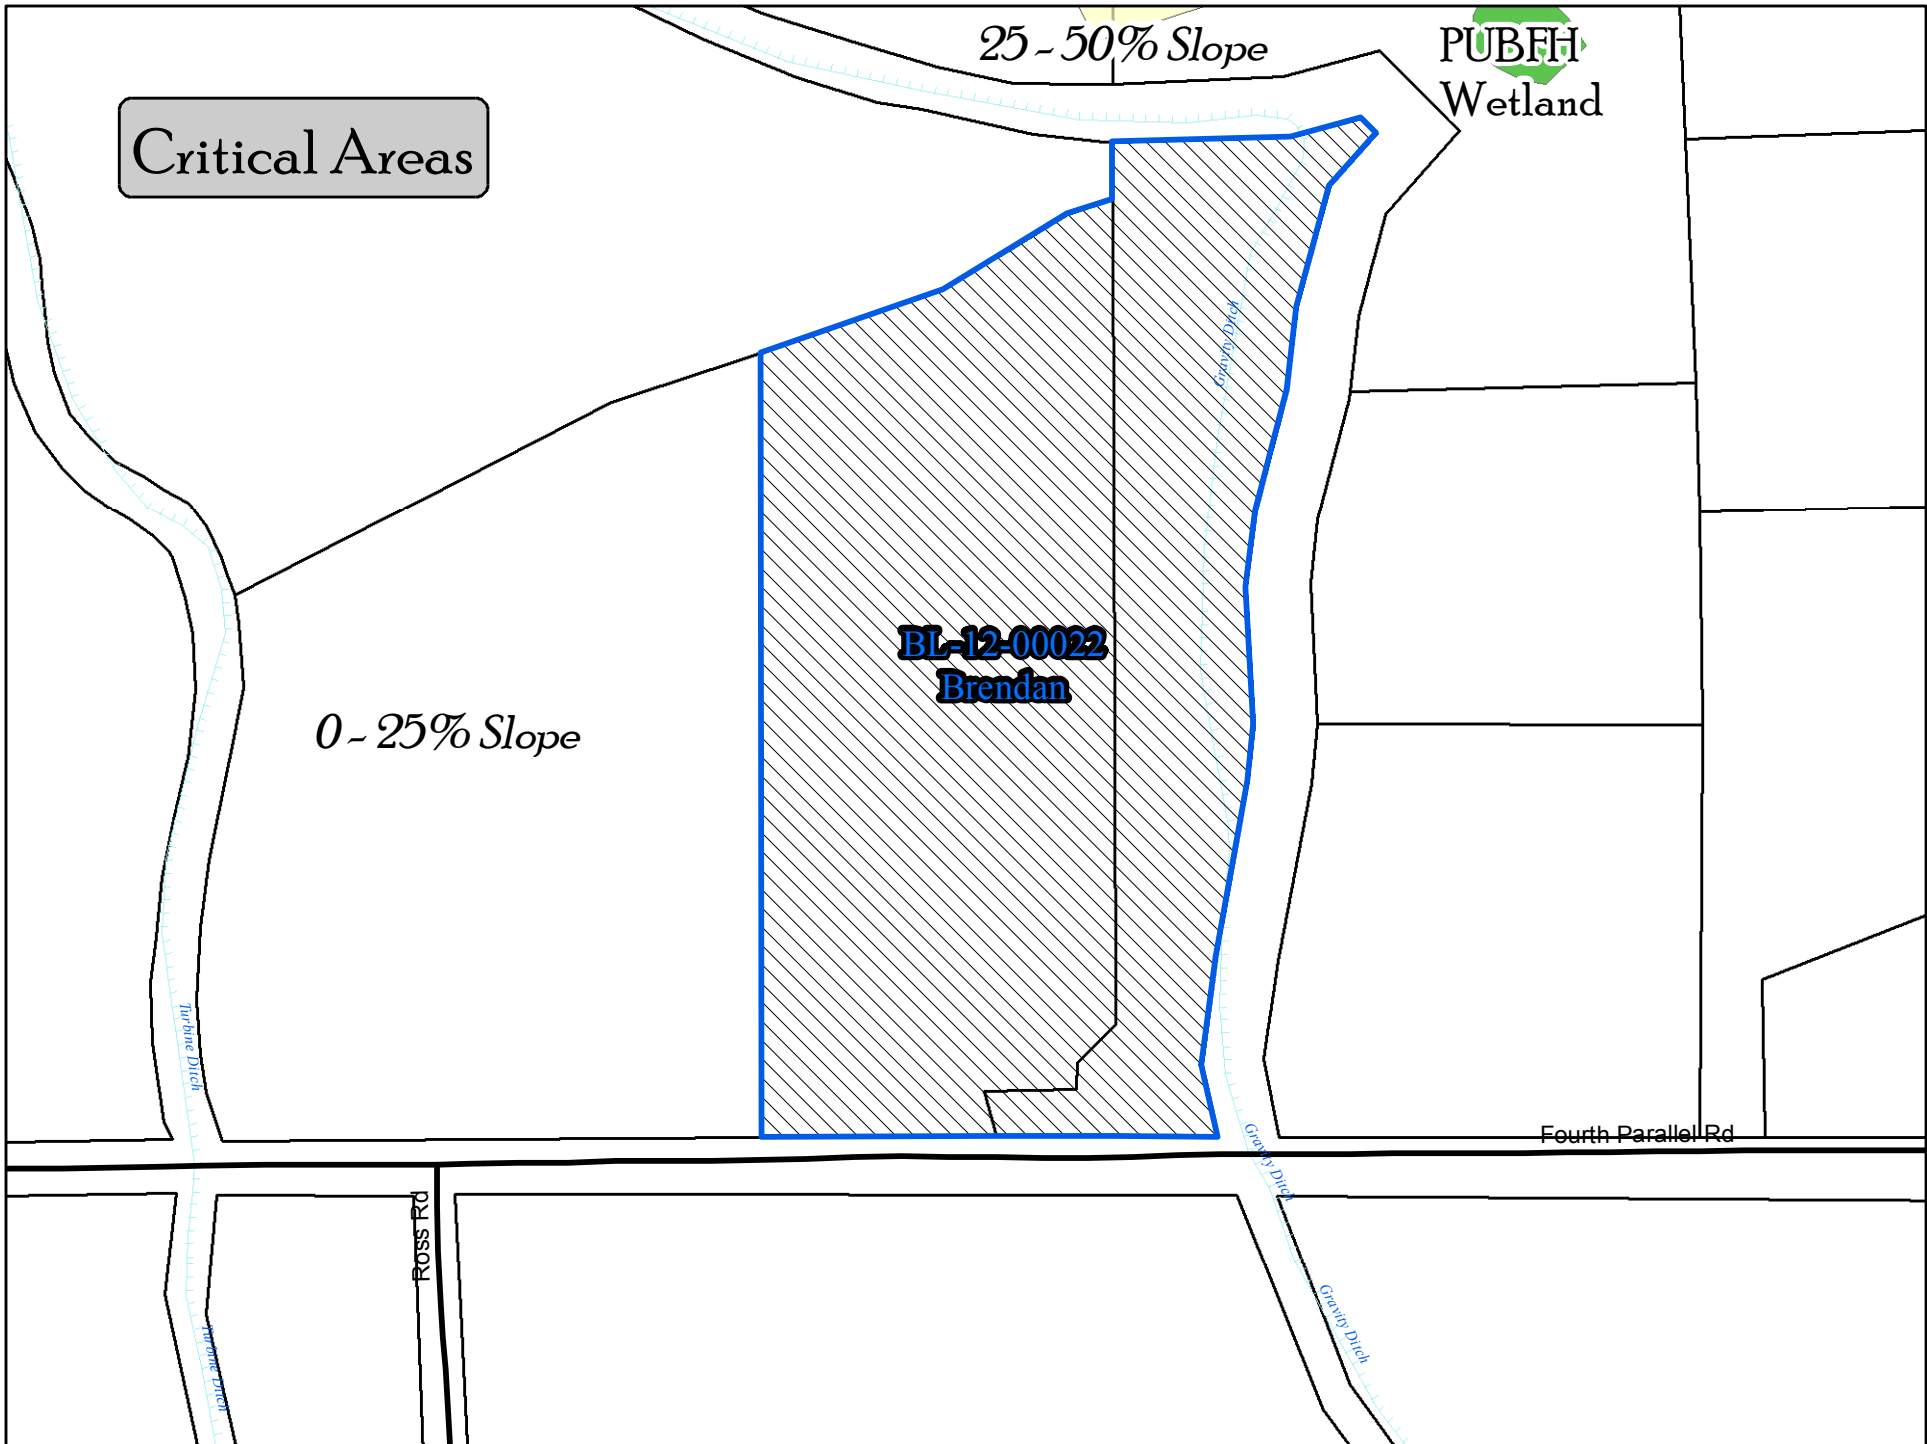 25 - 50% Slope
PUBFH
Wetland
Critical Areas
Gravity Ditch
BL-12-00022
Brendan
0 - 25% Slope
Turbine Ditch
Fourth Parallel Rd
Gravity Ditch
Ross Rd
Gravity Ditch
Turbine Ditch